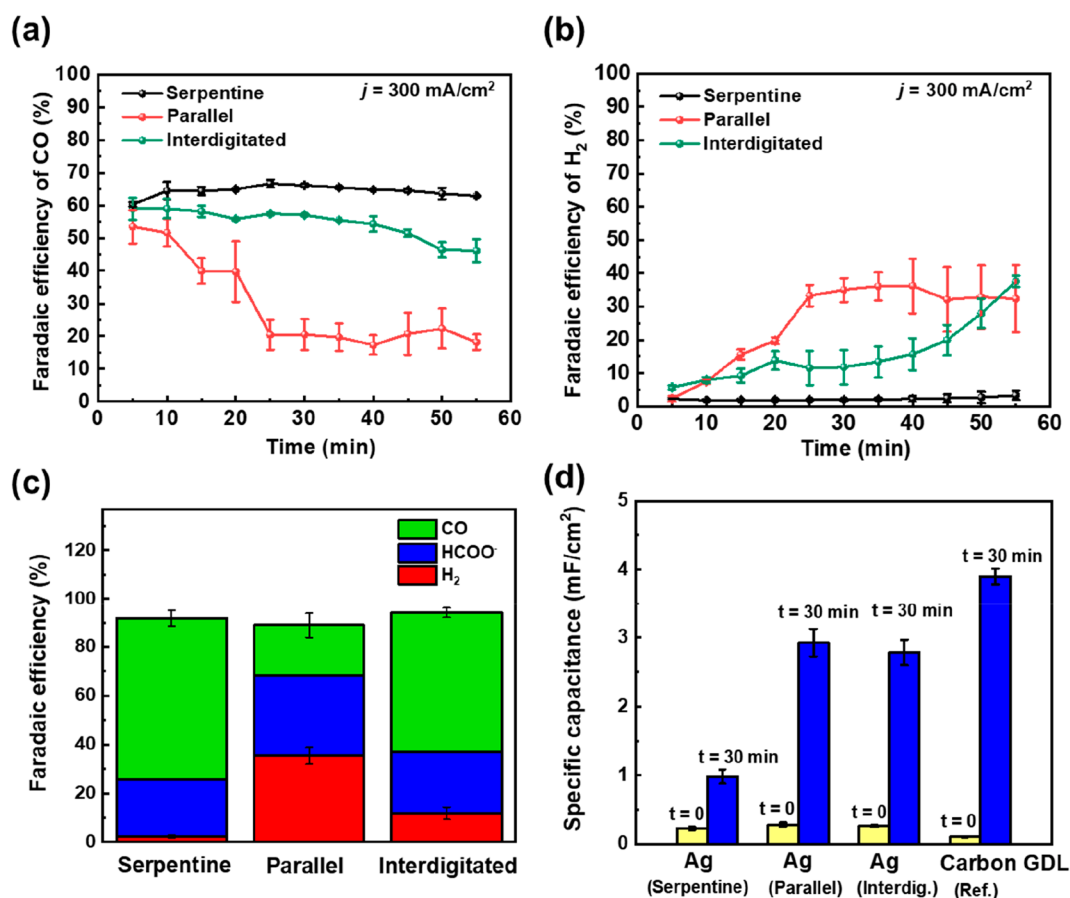 (a)
100
90
80
70
60
50
40
30
20
10
0
Faradaic efficiency of CO (%)
Serpentine
Parallel
Interdigitated
j = 300 mA/cm²
0 10 20 30 40 50 60
Time (min)
(b)
100
90
80
70
60
50
40
30
20
10
0
Faradaic efficiency of H₂ (%)
Serpentine
Parallel
Interdigitated
j = 300 mA/cm²
0 10 20 30 40 50 60
Time (min)
(c)
120
100
80
60
40
20
0
Faradaic efficiency (%)
CO
HCOO⁻
H₂
Serpentine Parallel Interdigitated
(d)
5
4
3
2
1
0
Specific capacitance (mF/cm²)
t = 0
t = 30 min
t = 0
t = 30 min
t = 0
t = 30 min
t = 0
t = 30 min
Ag Ag Ag Carbon GDL
(Serpentine) (Parallel) (Interdig.) (Ref.)